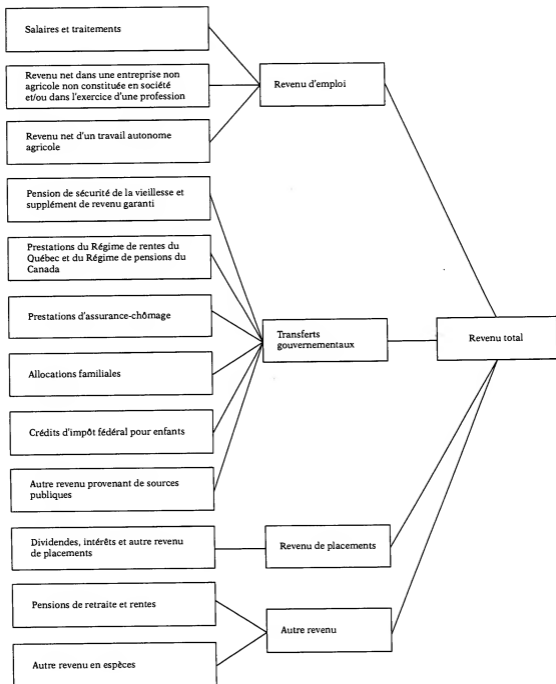 Salaires et traitements
Revenu net dans une entreprise non
agricole non constituée en société
et/ou dans l'exercice d'une profession
Revenu net d'un travail autonome
agricole
Revenu d'emploi
Pension de sécurité de la vieillesse et
supplément de revenu garanti
Prestations du Régime de rentes du
Québec et du Régime de pensions du
Canada
Prestations d'assurance-chômage
Allocations familiales
Crédits d'impôt fédéral pour enfants
Autre revenu provenant de sources
publiques
Transferts
gouvernementaux
Revenu total
Dividendes, intérêts et autre revenu
de placements
Revenu de placements
Pensions de retraite et rentes
Autre revenu en espèces
Autre revenu